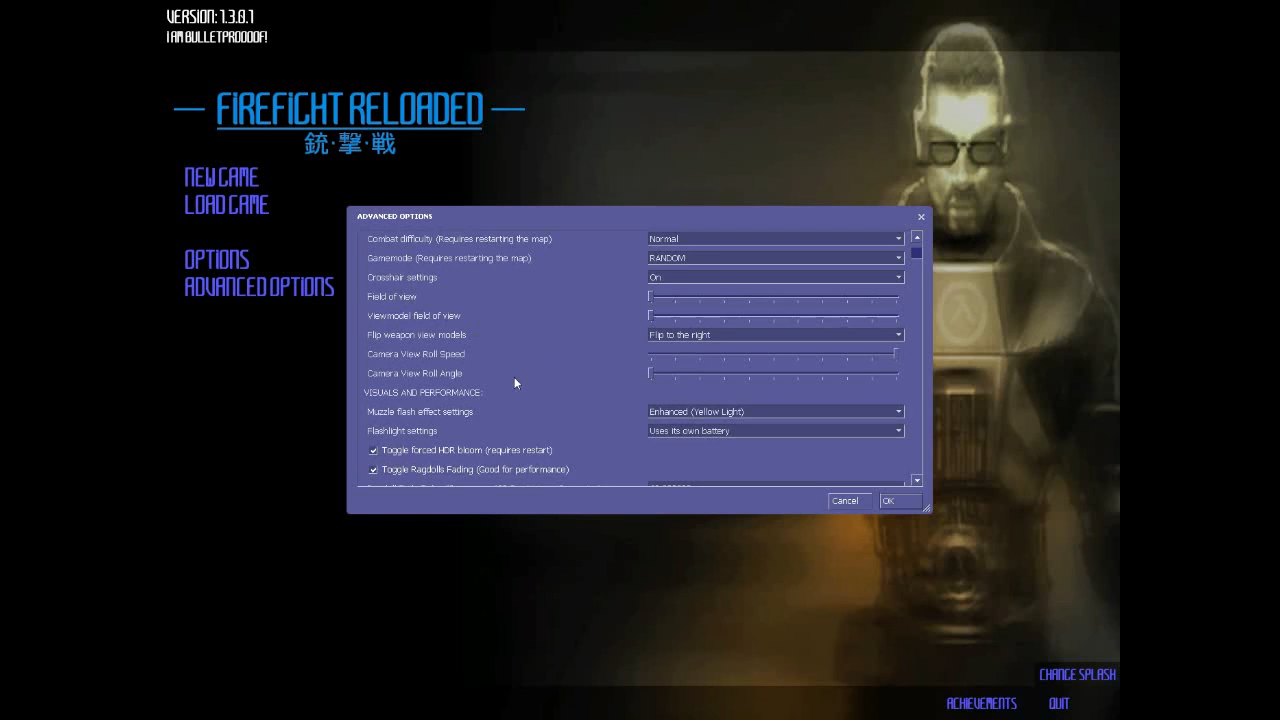 VERSION: 1.3.0.1
I AM BULLETPROOOOF!
FIREFIGHT RELOADED
銃·撃·戦
NEW GAME
LOAD GAME
OPTIONS
ADVANCED OPTIONS
ADVANCED OPTIONS
Combat difficulty (Requires restarting the map) Normal
Gamemode (Requires restarting the map) RANDOM
Crosshair settings On
Field of view
Viewmodel field of view
Flip weapon view models Flip to the right
Camera View Roll Speed
Camera View Roll Angle
VISUALS AND PERFORMANCE:
Muzzle flash effect settings Enhanced (Yellow Light)
Flashlight settings Uses its own battery
Toggle forced HDR bloom (requires restart)
Toggle Ragdolls Fading (Good for performance)
Cancel OK
CHANGE SPLASH
ACHIEVEMENTS QUIT